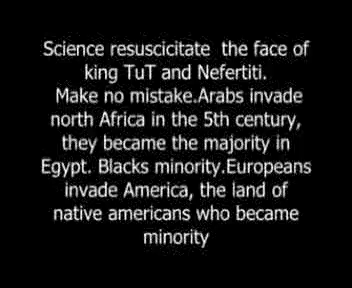 Science resuscicitate  the face of
king TuT and Nefertiti.
Make no mistake.Arabs invade
north Africa in the 5th century,
they became the majority in
Egypt. Blacks minority.Europeans
invade America, the land of
native americans who became
minority